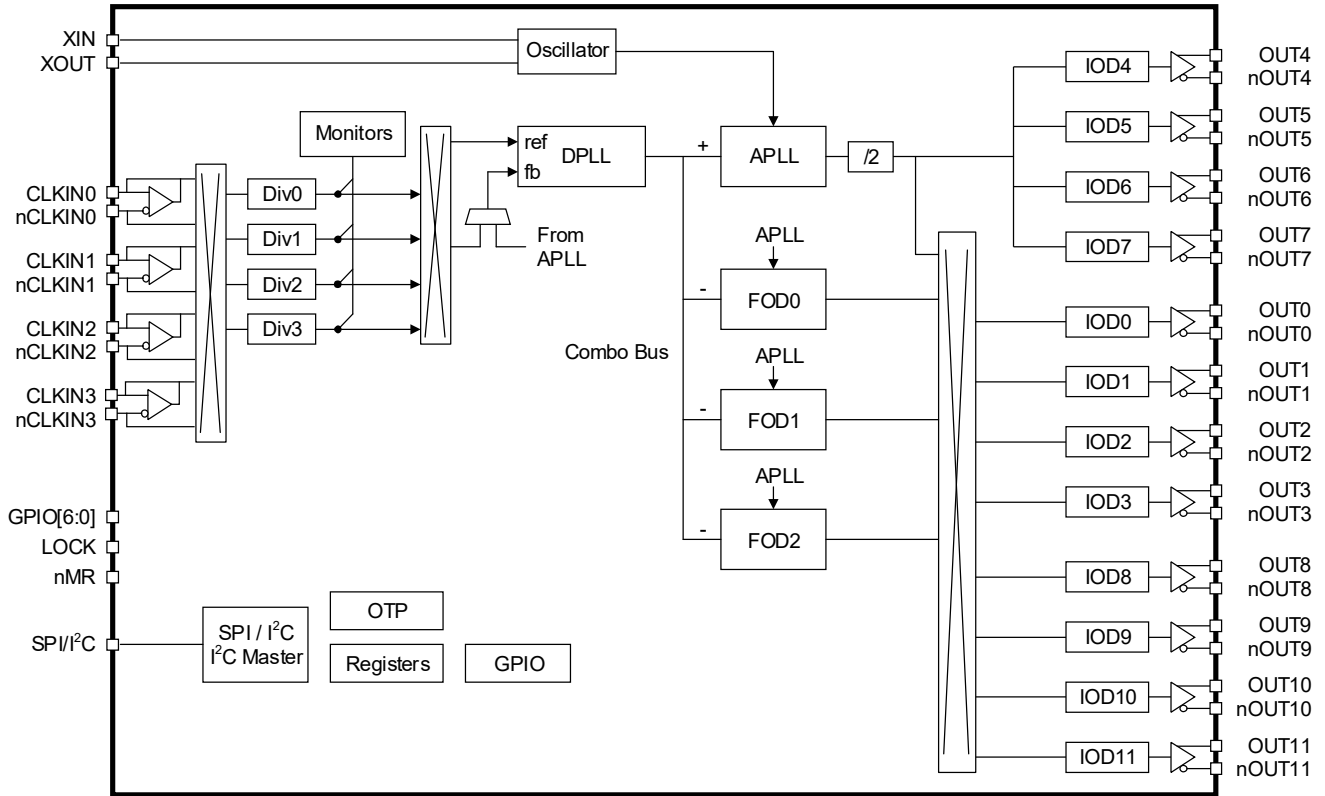 XIN
XOUT
Oscillator
IOD4
OUT4
nOUT4
Monitors
ref
fb
DPLL
+
APLL
/2
IOD5
OUT5
nOUT5
CLKIN0
nCLKIN0
Div0
IOD6
OUT6
nOUT6
CLKIN1
nCLKIN1
Div1
From
APLL
APLL
IOD7
OUT7
nOUT7
Div2
-
FOD0
CLKIN2
nCLKIN2
Div3
IOD0
OUT0
nOUT0
Combo Bus
APLL
CLKIN3
nCLKIN3
-
FOD1
IOD1
OUT1
nOUT1
IOD2
OUT2
nOUT2
APLL
IOD3
OUT3
nOUT3
GPIO[6:0]
LOCK
nMR
-
FOD2
IOD8
OUT8
nOUT8
SPI/I²C
SPI / I²C
I²C Master
OTP
Registers
GPIO
IOD9
OUT9
nOUT9
IOD10
OUT10
nOUT10
IOD11
OUT11
nOUT11